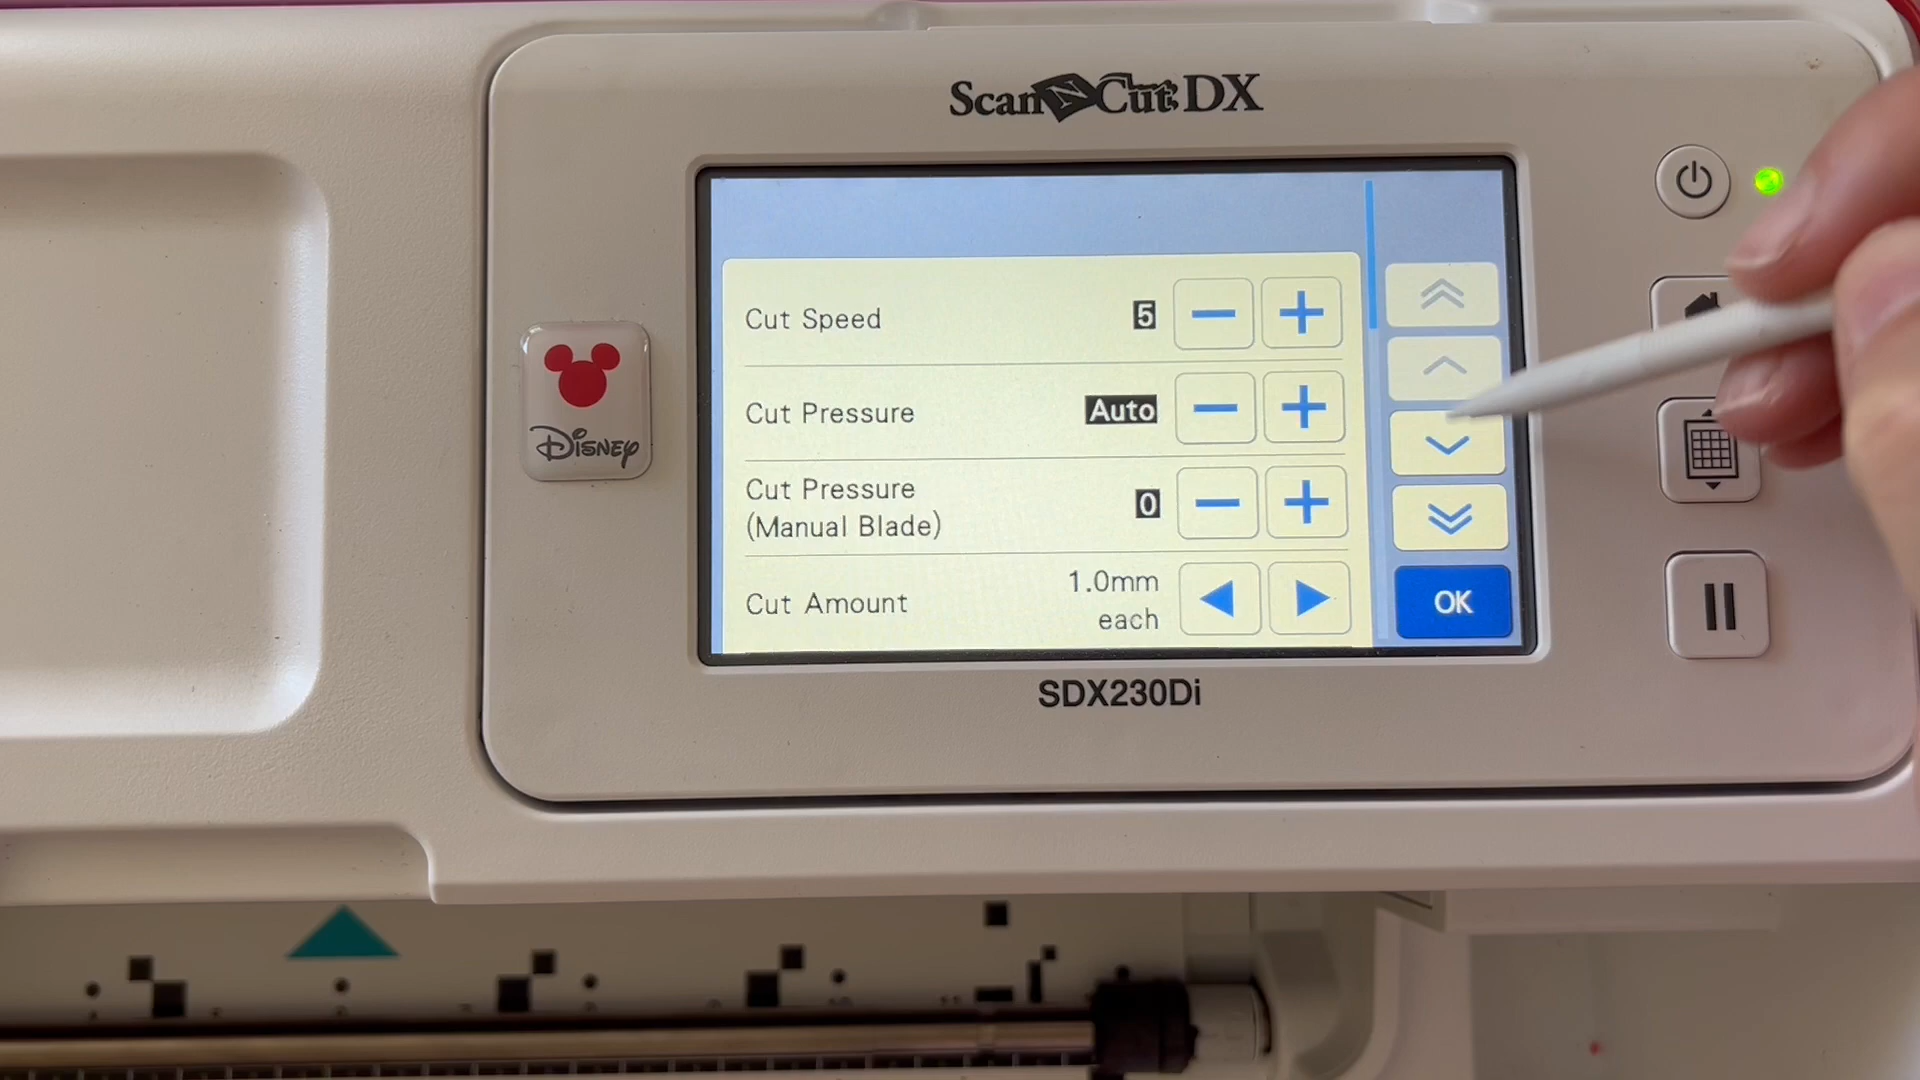 ScanNCut DX
Cut Speed 5
Cut Pressure Auto
Cut Pressure
(Manual Blade) 0
Cut Amount 1.0mm
each
OK
Disney
SDX230Di